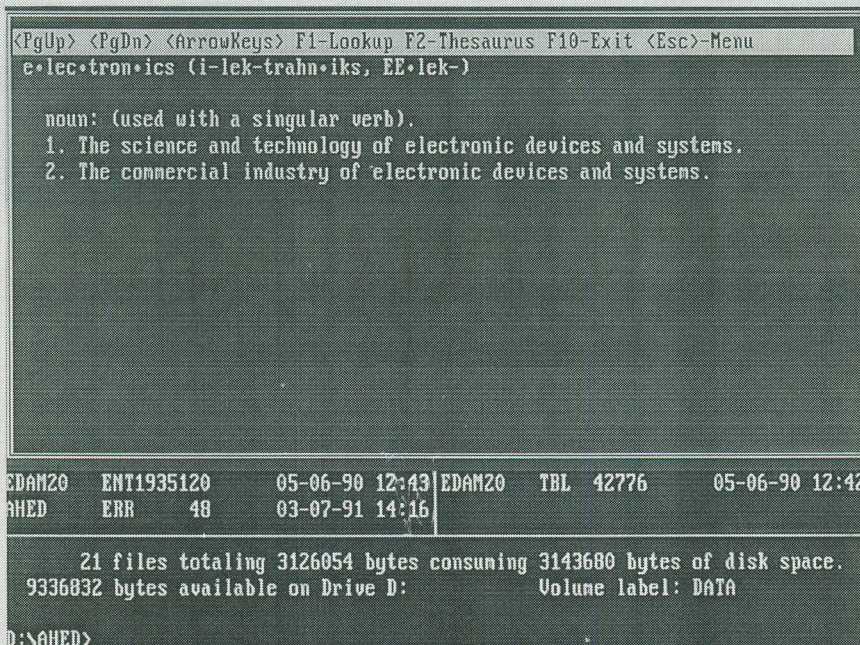 <PgUp> <PgDn> <ArrowKeys> F1-Lookup F2-Thesaurus F10-Exit <Esc>-Menu
e•lec•tron•ics (i-lek-trahn•iks, EE•lek-)
noun: (used with a singular verb).
1. The science and technology of electronic devices and systems.
2. The commercial industry of electronic devices and systems.
EDAM20 ENT1935120 05-06-90 12:43 EDAM20 TBL 42776 05-06-90 12:42
AHED ERR 48 03-07-91 14:16
21 files totaling 3126054 bytes consuming 3143680 bytes of disk space.
9336832 bytes available on Drive D: Volume label: DATA
D:\AHED>